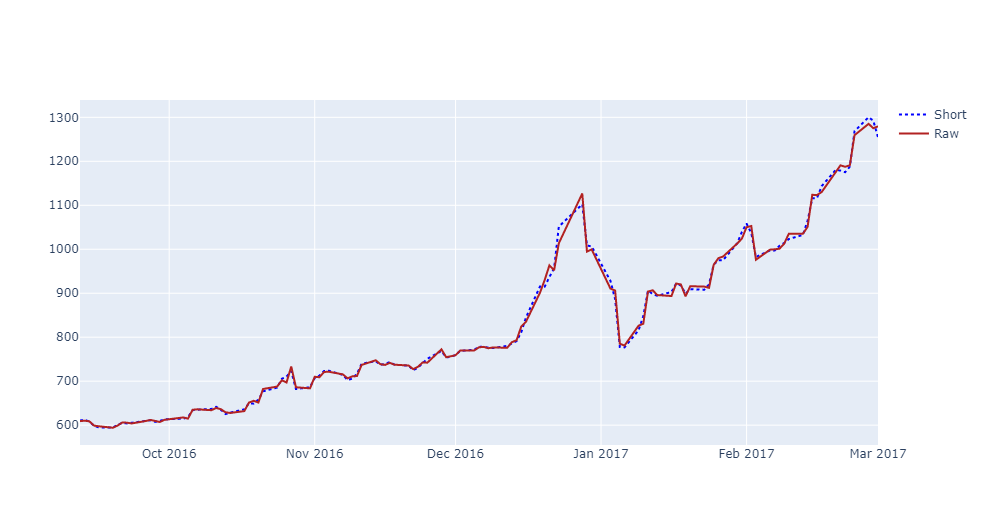 1300
1200
1100
1000
900
800
700
600
Oct 2016
Nov 2016
Dec 2016
Jan 2017
Feb 2017
Mar 2017
Short
Raw